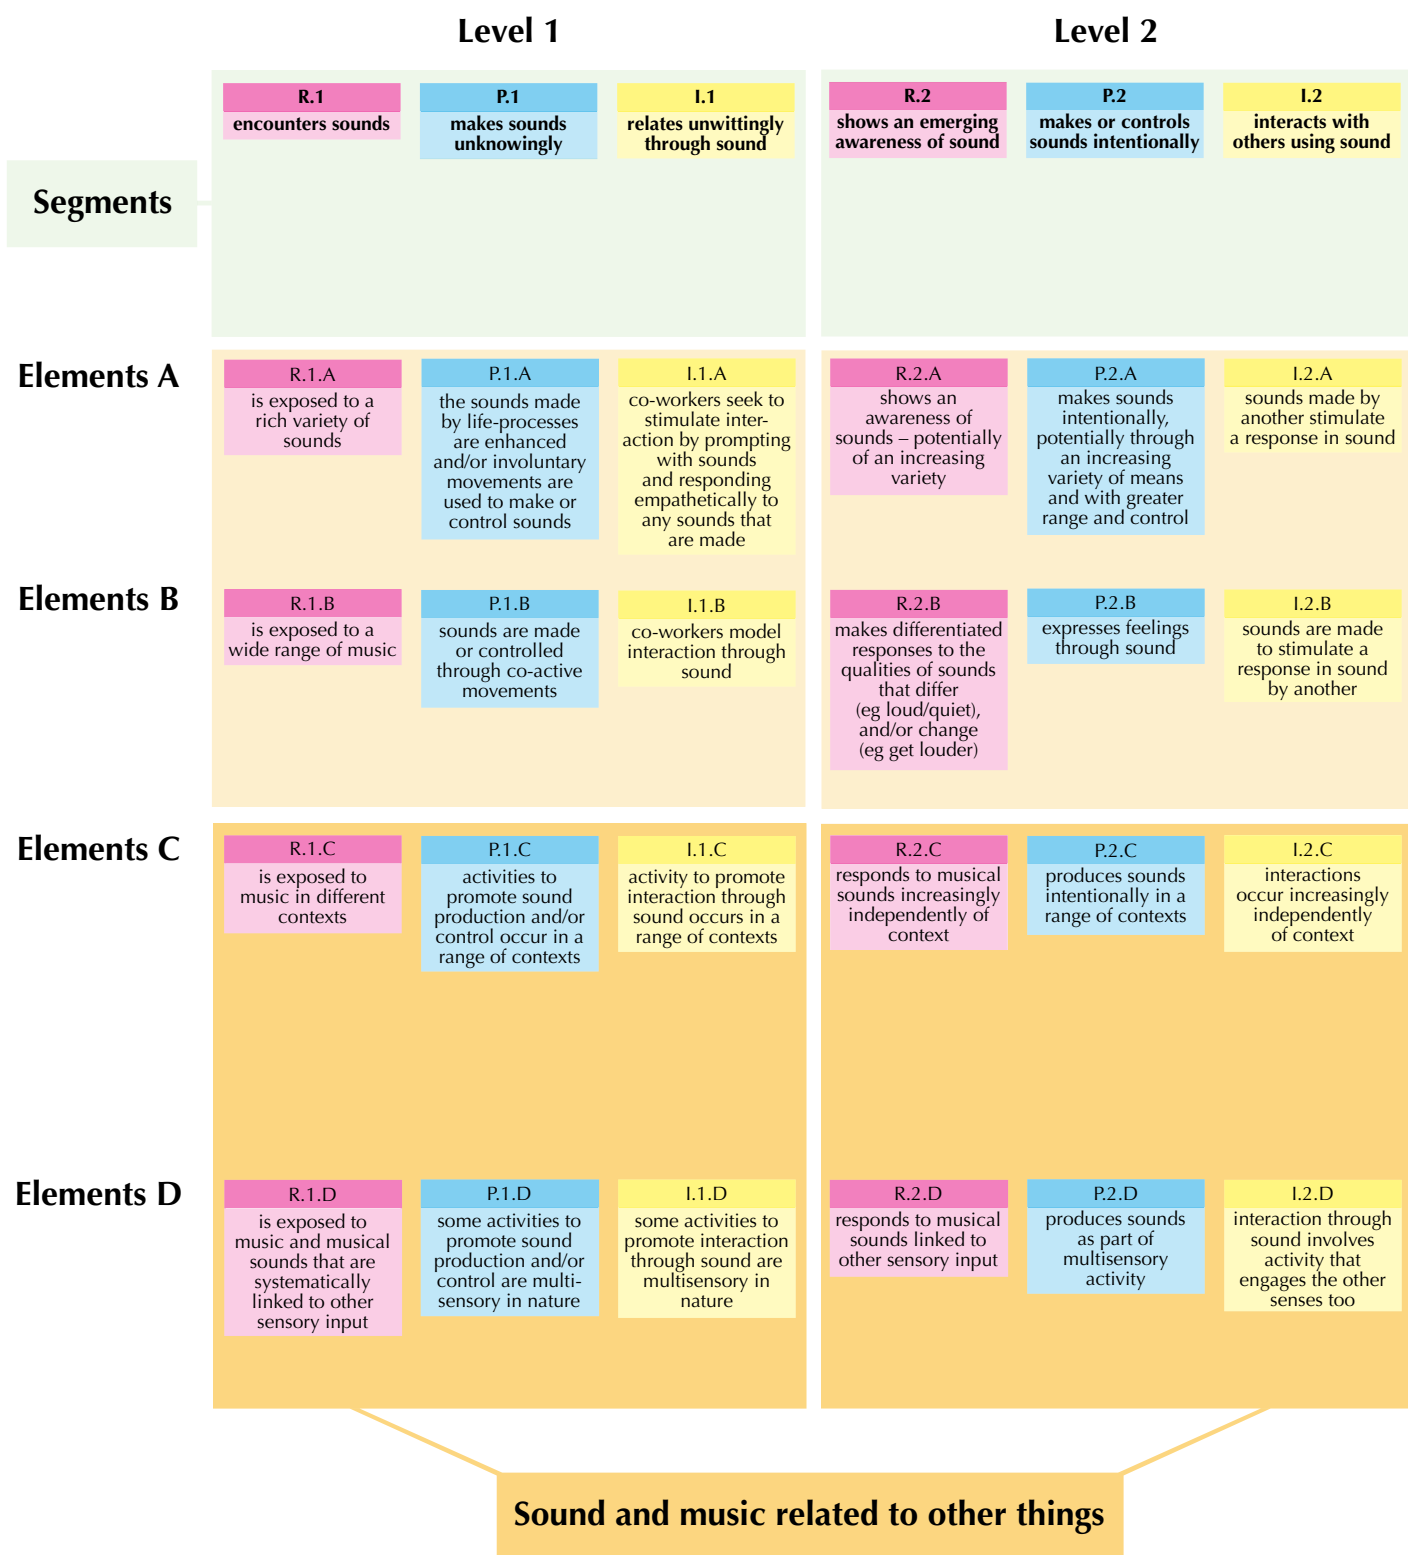 Level 1
Level 2
Segments
R.1
encounters sounds
P.1
makes sounds
unknowingly
I.1
relates unwittingly
through sound
R.2
shows an emerging
awareness of sound
P.2
makes or controls
sounds intentionally
I.2
interacts with
others using sound
Elements A
R.1.A
is exposed to a
rich variety of
sounds
P.1.A
the sounds made
by life-processes
are enhanced
and/or involuntary
movements are
used to make or
control sounds
I.1.A
co-workers seek to
stimulate inter-
action by prompting
with sounds
and responding
empathetically to
any sounds that
are made
R.2.A
shows an
awareness of
sounds – potentially
of an increasing
variety
P.2.A
makes sounds
intentionally,
potentially through
an increasing
variety of means
and with greater
range and control
I.2.A
sounds made by
another stimulate
a response in sound
Elements B
R.1.B
is exposed to a
wide range of music
P.1.B
sounds are made
or controlled
through co-active
movements
I.1.B
co-workers model
interaction through
sound
R.2.B
makes differentiated
responses to the
qualities of sounds
that differ
(eg loud/quiet),
and/or change
(eg get louder)
P.2.B
expresses feelings
through sound
I.2.B
sounds are made
to stimulate a
response in sound
by another
Elements C
R.1.C
is exposed to
music in different
contexts
P.1.C
activities to
promote sound
production and/or
control occur in a
range of contexts
I.1.C
activity to promote
interaction through
sound occurs in a
range of contexts
R.2.C
responds to musical
sounds increasingly
independently of
context
P.2.C
produces sounds
intentionally in a
range of contexts
I.2.C
interactions
occur increasingly
independently
of context
Elements D
R.1.D
is exposed to
music and musical
sounds that are
systematically
linked to other
sensory input
P.1.D
some activities to
promote sound
production and/or
control are multi-
sensory in nature
I.1.D
some activities to
promote interaction
through sound are
multisensory in
nature
R.2.D
responds to musical
sounds linked to
other sensory input
P.2.D
produces sounds
as part of
multisensory
activity
I.2.D
interaction through
sound involves
activity that
engages the other
senses too
Sound and music related to other things